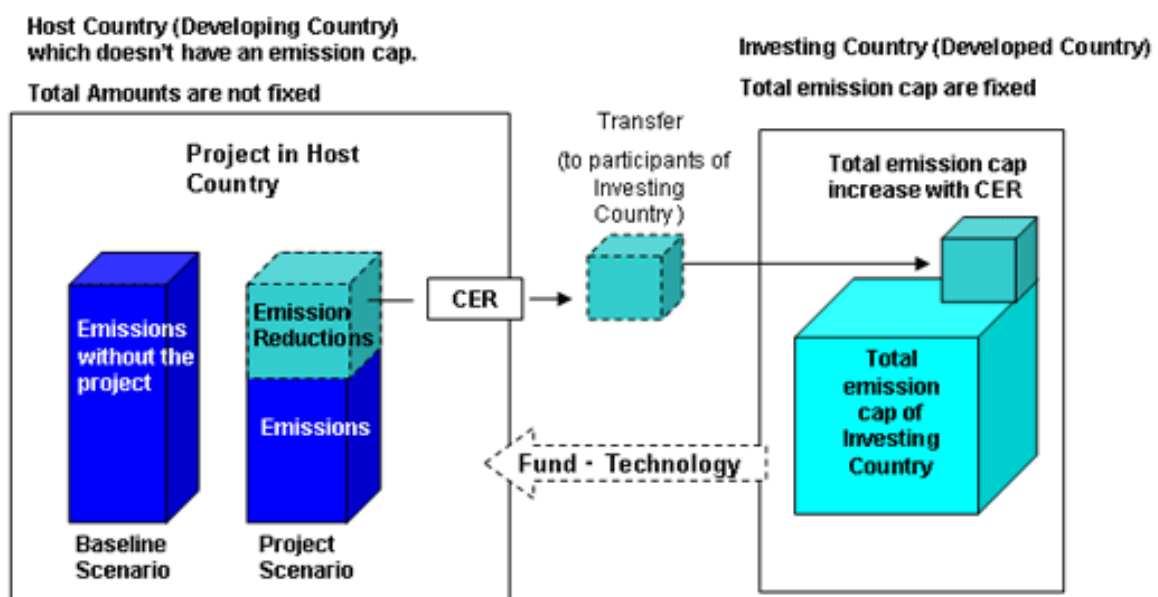 Host Country (Developing Country)
which doesn't have an emission cap.
Total Amounts are not fixed
Investing Country (Developed Country)
Total emission cap are fixed
Project in Host
Country
Transfer
(to participants of
Investing
Country)
Total emission cap
increase with CER
Emissions
without the
project
Emission
Reductions
Emissions
CER
Total
emission
cap of
Investing
Country
Fund - Technology
Baseline
Scenario
Project
Scenario